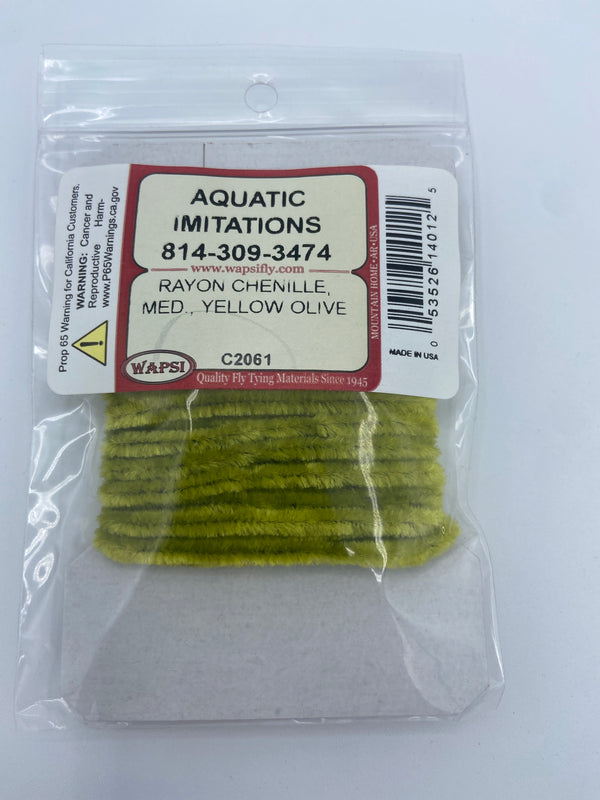 Prop 65 Warning for California Customers.
WARNING: Cancer and
Reproductive Harm-
www.P65Warnings.ca.gov
AQUATIC
IMITATIONS
814-309-3474
www.wapsifly.com
RAYON CHENILLE,
MED., YELLOW OLIVE
C2061
WAPSI
Quality Fly Tying Materials Since 1945
MOUNTAIN HOME•AR•USA
0 53526 14012 5
MADE IN USA